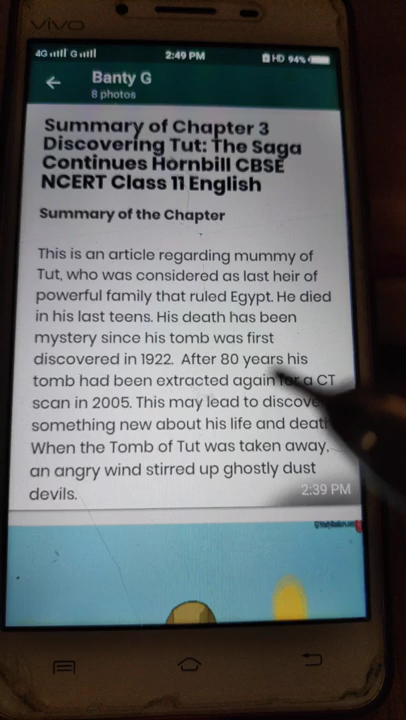 vivo
4G G
2:49 PM
HD 94%
Banty G
8 photos
Summary of Chapter 3
Discovering Tut: The Saga
Continues Hornbill CBSE
NCERT Class 11 English
Summary of the Chapter
This is an article regarding mummy of
Tut, who was considered as last heir of
powerful family that ruled Egypt. He died
in his last teens. His death has been
mystery since his tomb was first
discovered in 1922. After 80 years his
tomb had been extracted again for a CT
scan in 2005. This may lead to discove
something new about his life and deat
When the Tomb of Tut was taken away,
an angry wind stirred up ghostly dust
devils.
2:39 PM